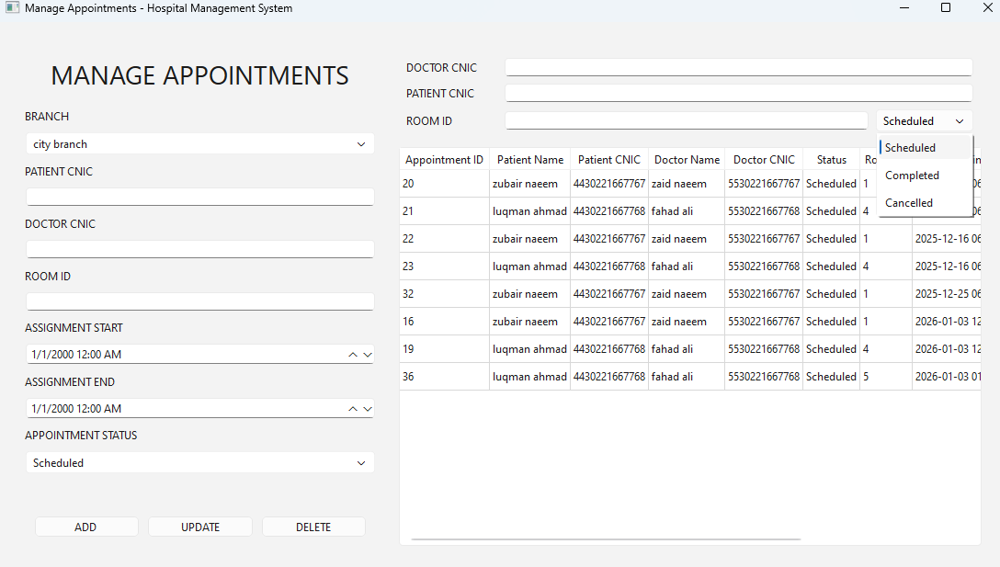 Manage Appointments - Hospital Management System
MANAGE APPOINTMENTS
BRANCH
city branch
PATIENT CNIC
DOCTOR CNIC
ROOM ID
ASSIGNMENT START
1/1/2000 12:00 AM
ASSIGNMENT END
1/1/2000 12:00 AM
APPOINTMENT STATUS
Scheduled
ADD UPDATE DELETE
DOCTOR CNIC
PATIENT CNIC
ROOM ID Scheduled
Scheduled
Completed
Cancelled
Appointment ID Patient Name Patient CNIC Doctor Name Doctor CNIC Status
20 zubair naeem 4430221667767 zaid naeem 5530221667767 Scheduled 1
21 luqman ahmad 4430221667768 fahad ali 5530221667768 Scheduled 4
22 zubair naeem 4430221667767 zaid naeem 5530221667767 Scheduled 1 2025-12-16 06
23 luqman ahmad 4430221667768 fahad ali 5530221667768 Scheduled 4 2025-12-16 06
32 zubair naeem 4430221667767 zaid naeem 5530221667767 Scheduled 1 2025-12-25 06
16 zubair naeem 4430221667767 zaid naeem 5530221667767 Scheduled 1 2026-01-03 12
19 luqman ahmad 4430221667768 fahad ali 5530221667768 Scheduled 4 2026-01-03 12
36 luqman ahmad 4430221667768 fahad ali 5530221667768 Scheduled 5 2026-01-03 01